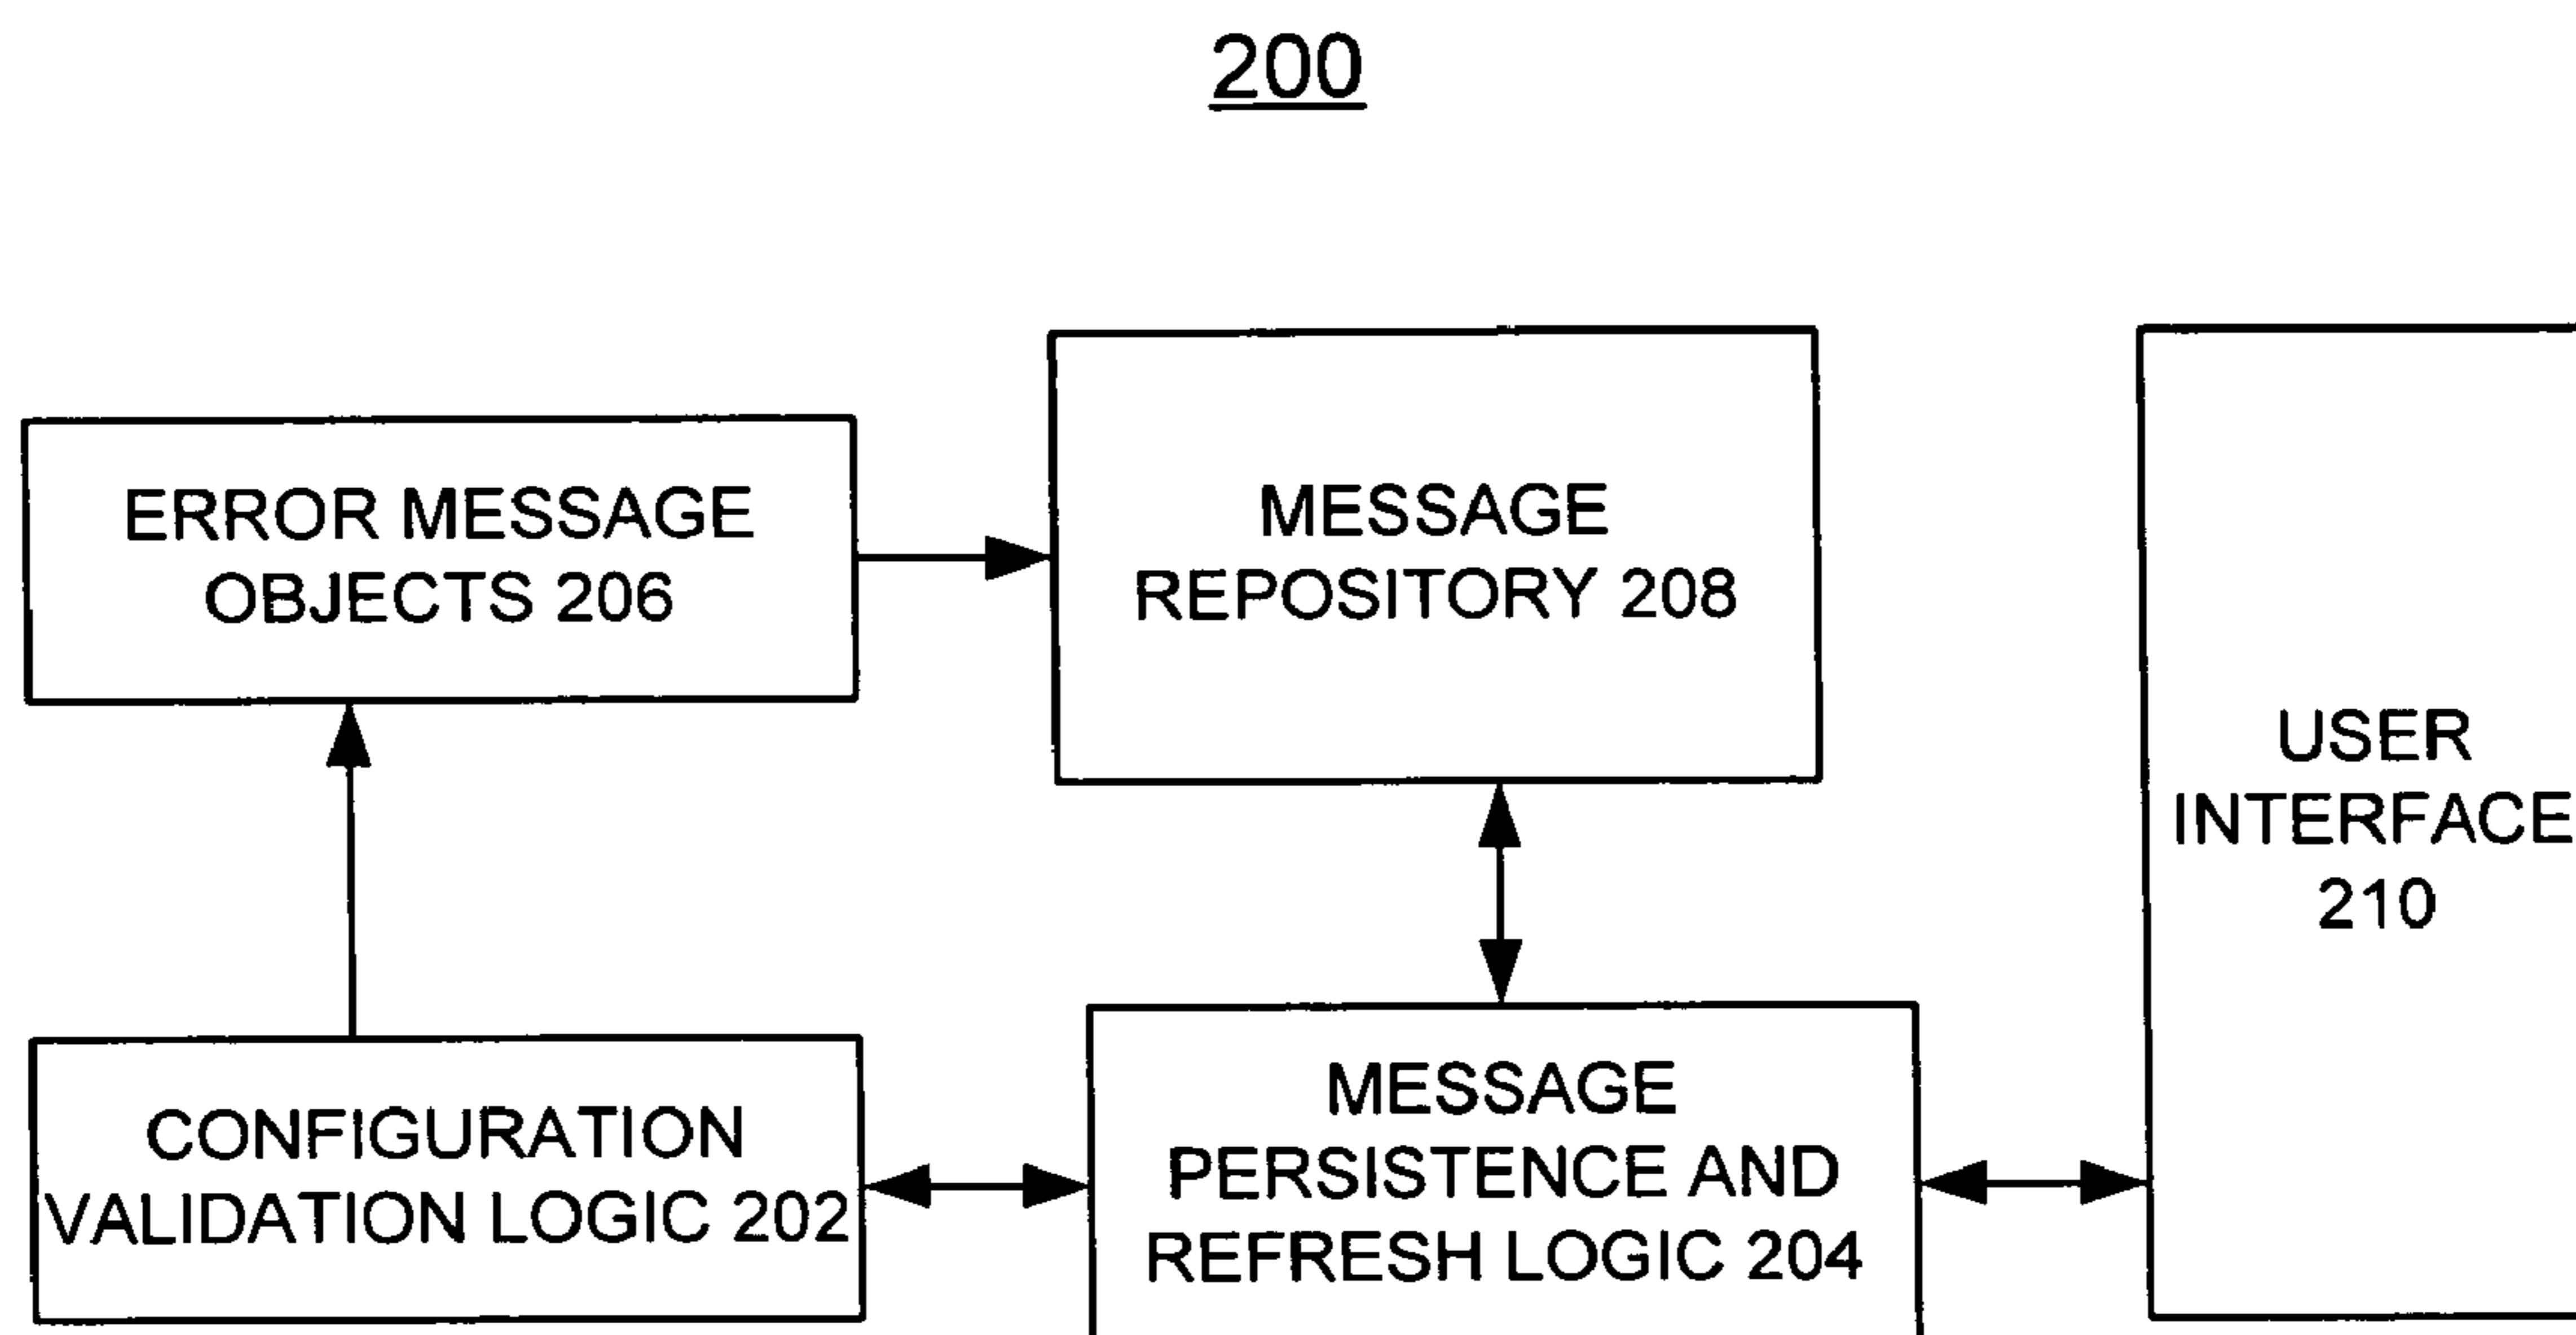 200
ERROR MESSAGE
OBJECTS 206
MESSAGE
REPOSITORY 208
USER
INTERFACE
210
CONFIGURATION
VALIDATION LOGIC 202
MESSAGE
PERSISTENCE AND
REFRESH LOGIC 204